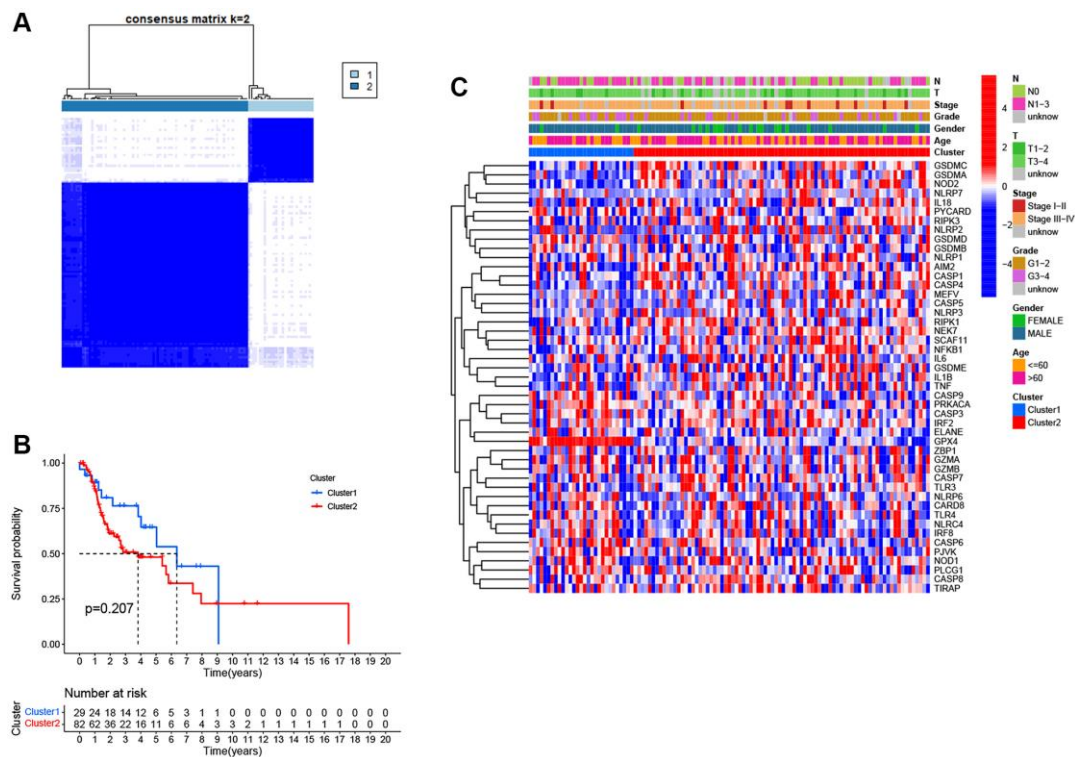 A
consensus matrix k=2
1
2
B
1.00
0.75
0.50
0.25
0.00
Survival probability
Cluster
Cluster1
Cluster2
p=0.207
0 1 2 3 4 5 6 7 8 9 10 11 12 13 14 15 16 17 18 19 20
Time(years)
Number at risk
Cluster
Cluster1 29 24 18 14 12 6 5 3 1 1 0 0 0 0 0 0 0 0 0 0 0
Cluster2 82 62 36 22 16 11 6 6 4 3 3 2 1 1 1 1 1 1 0 0 0
0 1 2 3 4 5 6 7 8 9 10 11 12 13 14 15 16 17 18 19 20
Time(years)
C
N
T
Stage
Grade
Gender
Age
Cluster
GSDMC
GSDMA
NOD2
NLRP7
IL18
PYCARD
RIPK3
NLRP2
GSDMD
GSDMB
NLRP1
AIM2
CASP1
CASP4
MEFV
CASP5
NLRP3
RIPK1
NEK7
SCAF11
NFKB1
IL6
GSDME
IL1B
TNF
CASP9
PRKACA
CASP3
IRF2
ELANE
GPX4
ZBP1
GZMA
GZMB
CASP7
TLR3
NLRP6
CARD8
TLR4
NLRC4
IRF8
CASP6
PJVK
NOD1
PLCG1
CASP8
TIRAP
4
2
0
−2
−4
N
N0
N1−3
unknow
T
T1−2
T3−4
unknow
Stage
Stage I−II
Stage III−IV
unknow
Grade
G1−2
G3−4
unknow
Gender
FEMALE
MALE
Age
<=60
>60
Cluster
Cluster1
Cluster2